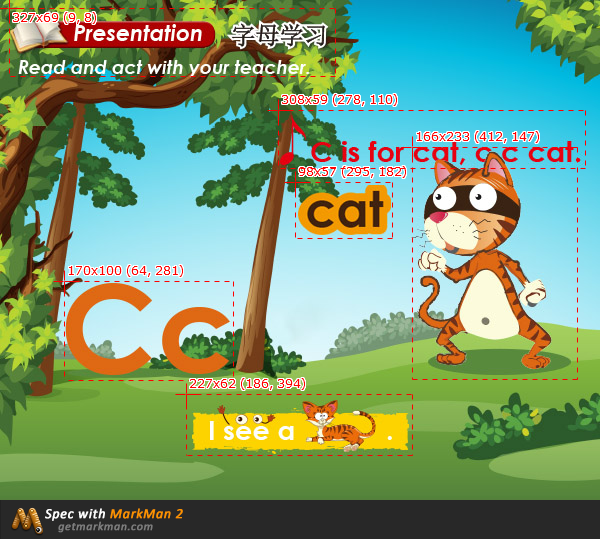 327x69 (9, 8)
Presentation 字母学习
Read and act with your teacher.
308x59 (278, 110)
C is for cat, c c cat.
166x233 (412, 147)
98x57 (295, 182)
cat
170x100 (64, 281)
Cc
227x62 (186, 394)
I see a .
Spec with MarkMan 2
getmarkman.com